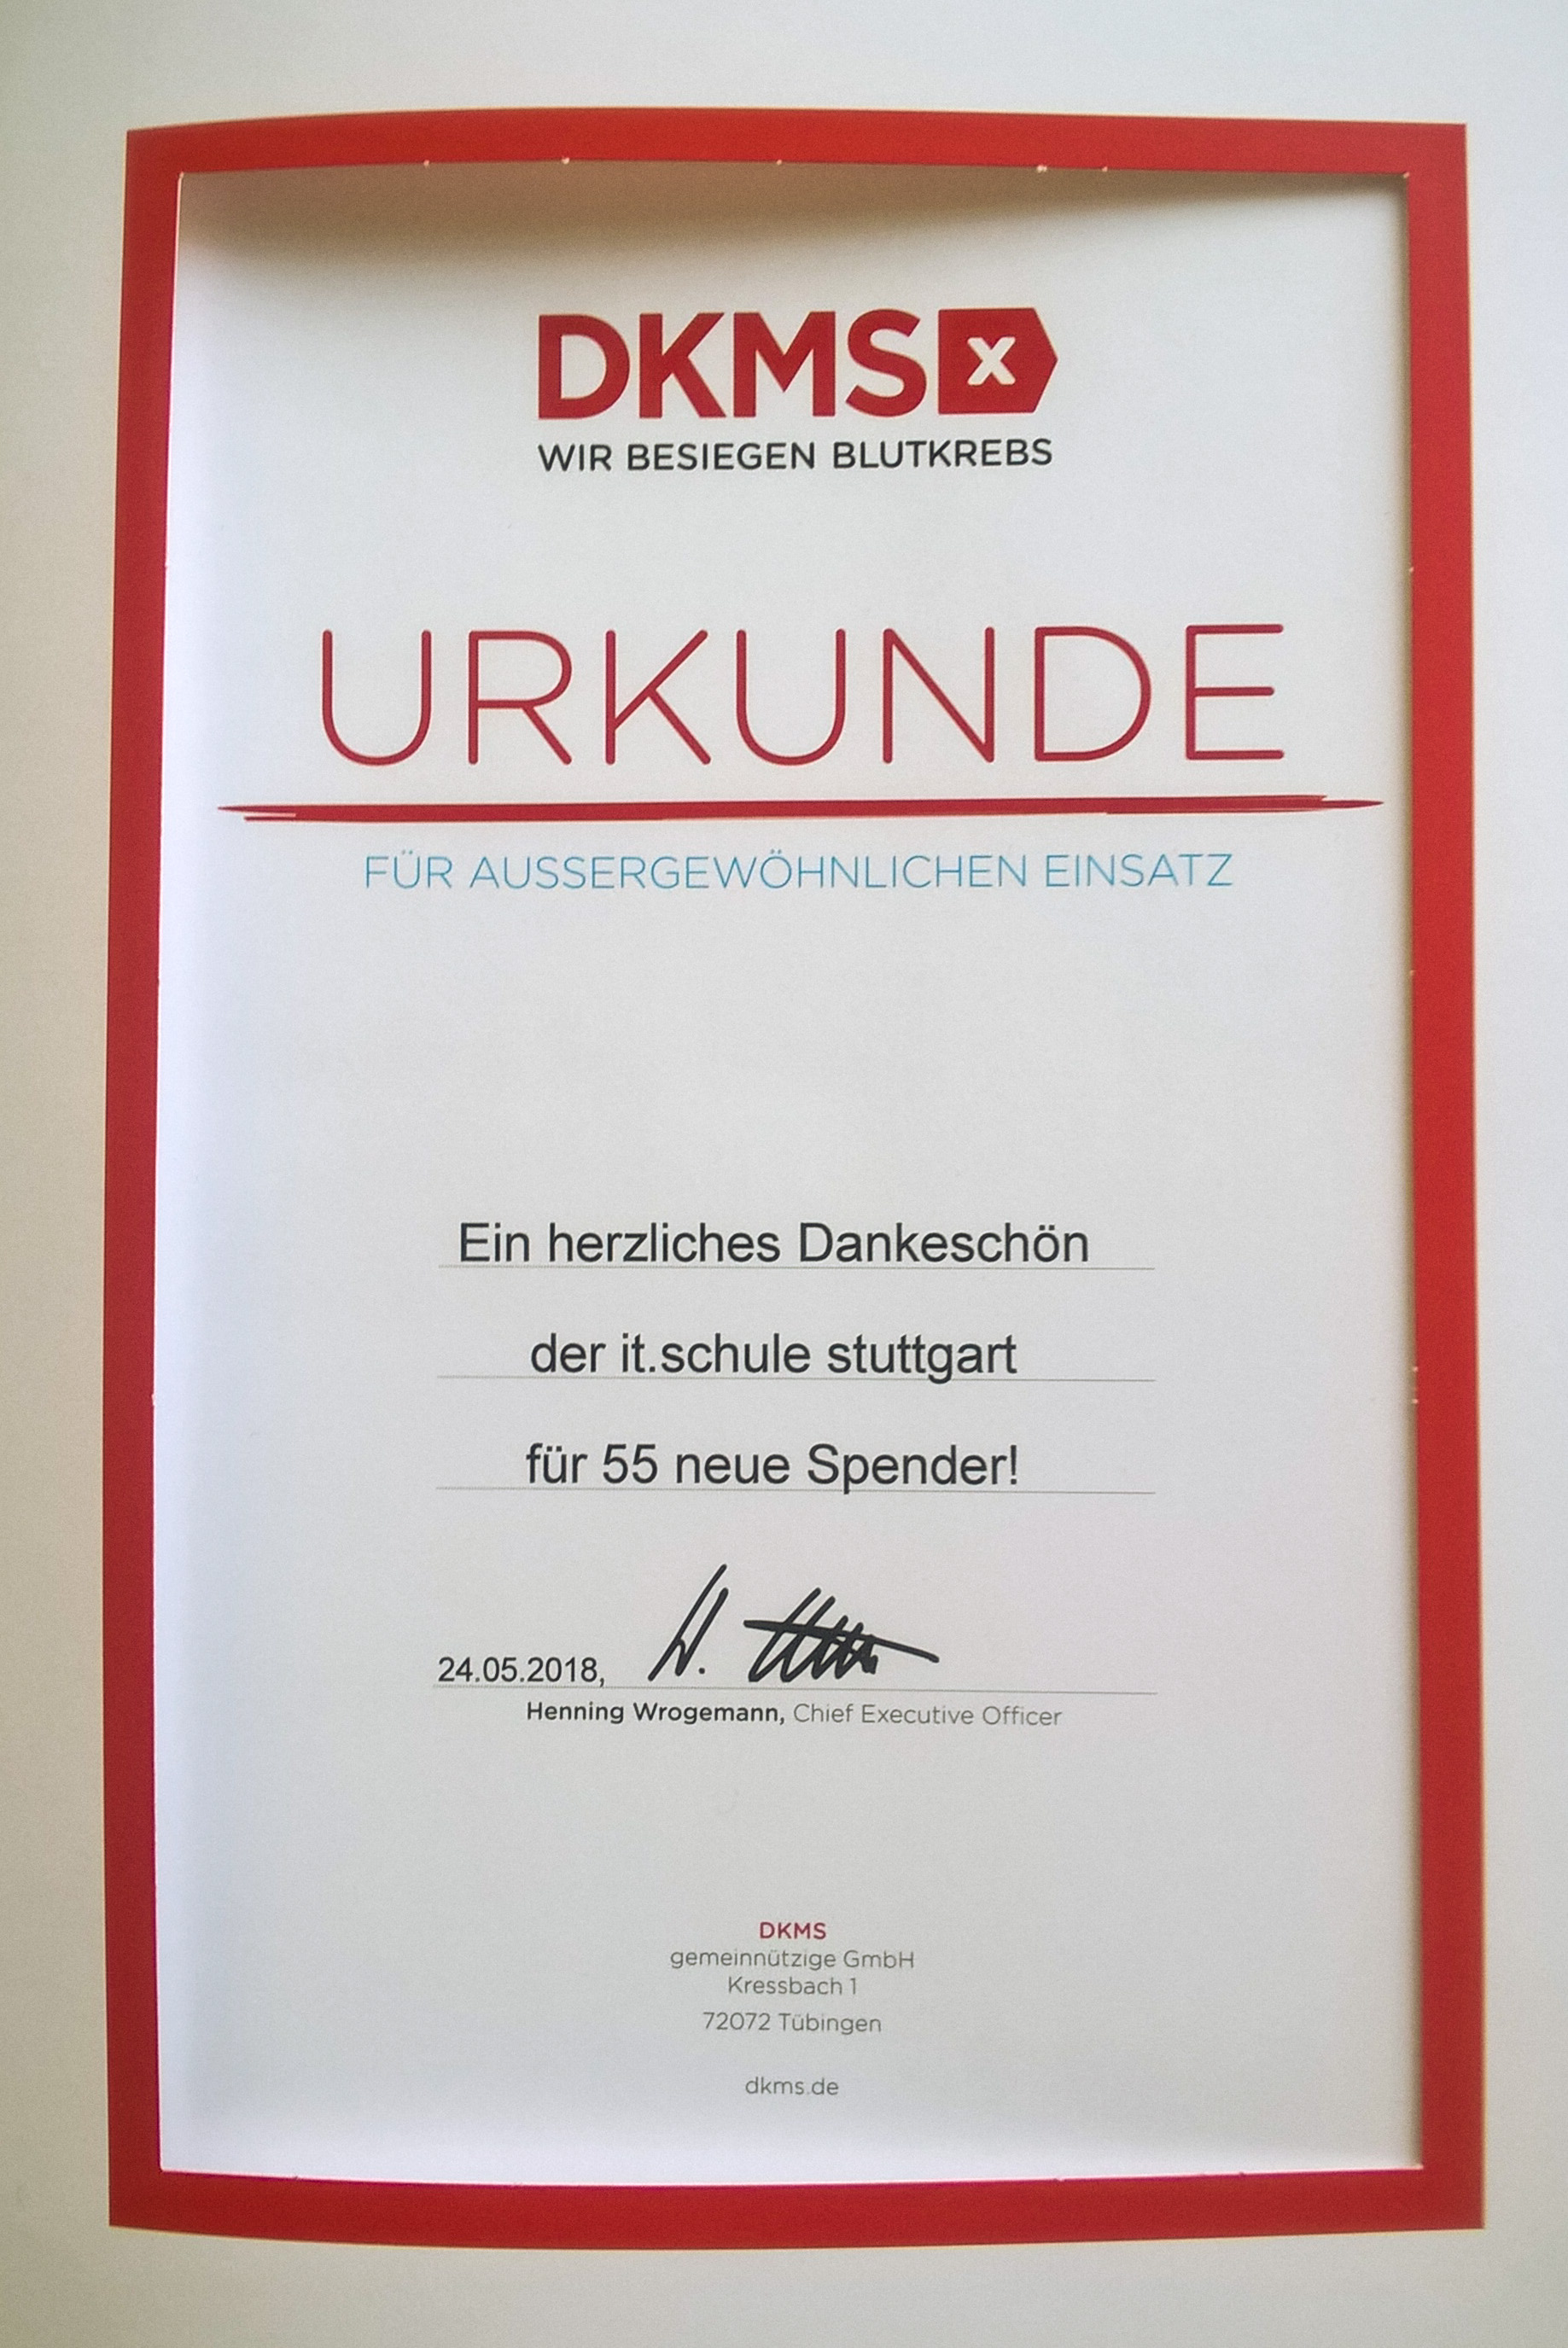 DKMS x
WIR BESIEGEN BLUTKREBS
URKUNDE
FÜR AUSSERGEWÖHNLICHEN EINSATZ
Ein herzliches Dankeschön
der it.schule stuttgart
für 55 neue Spender!
24.05.2018,
Henning Wrogemann, Chief Executive Officer
DKMS
gemeinnützige GmbH
Kressbach 1
72072 Tübingen
dkms.de